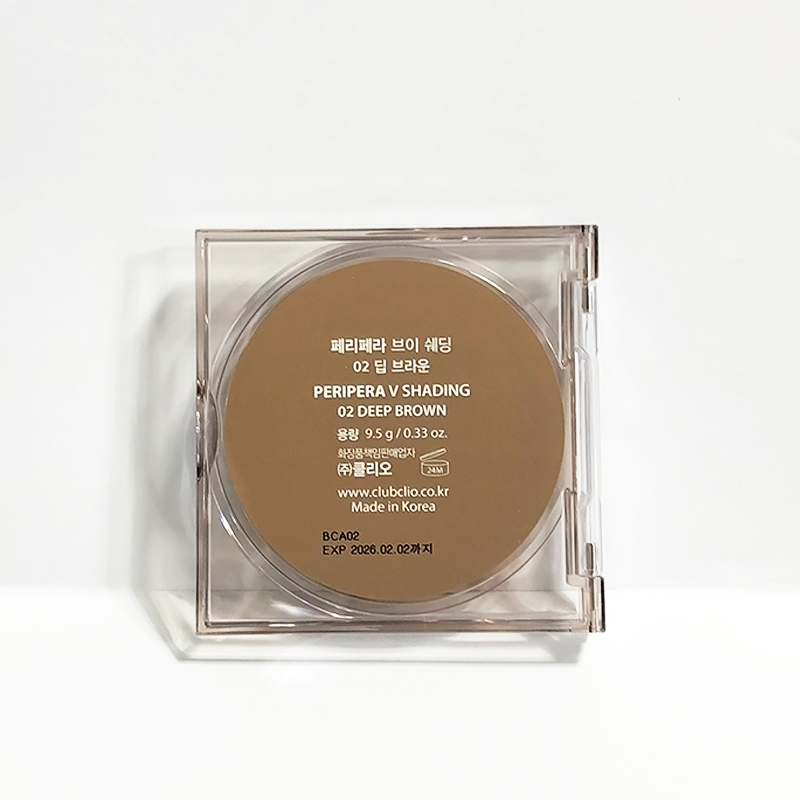 페리페라 브이 쉐딩
02 딥 브라운
PERIPERA V SHADING
02 DEEP BROWN
용량 9.5 g / 0.33 oz.
화장품책임판매업자
(주)클리오
24M
www.clubclio.co.kr
Made in Korea
BCA02
EXP 2026.02.02까지